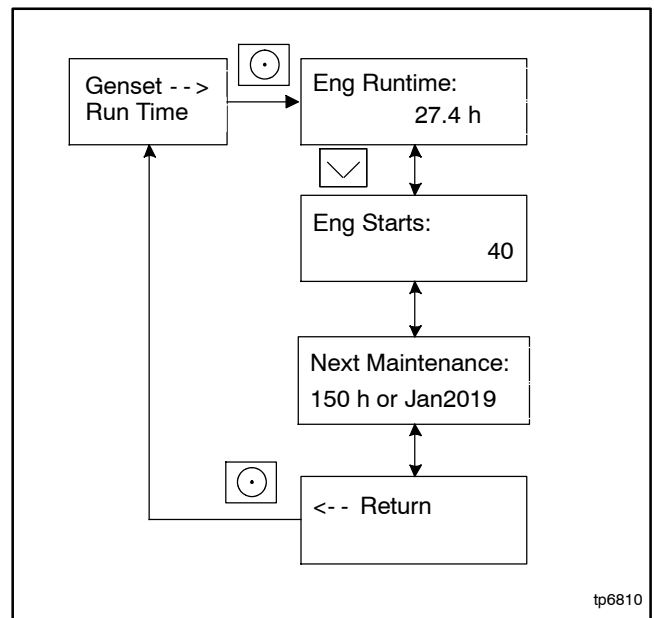 Genset - - >
Run Time
Eng Runtime:
27.4 h
Eng Starts:
40
Next Maintenance:
150 h or Jan2019
<- - Return
tp6810